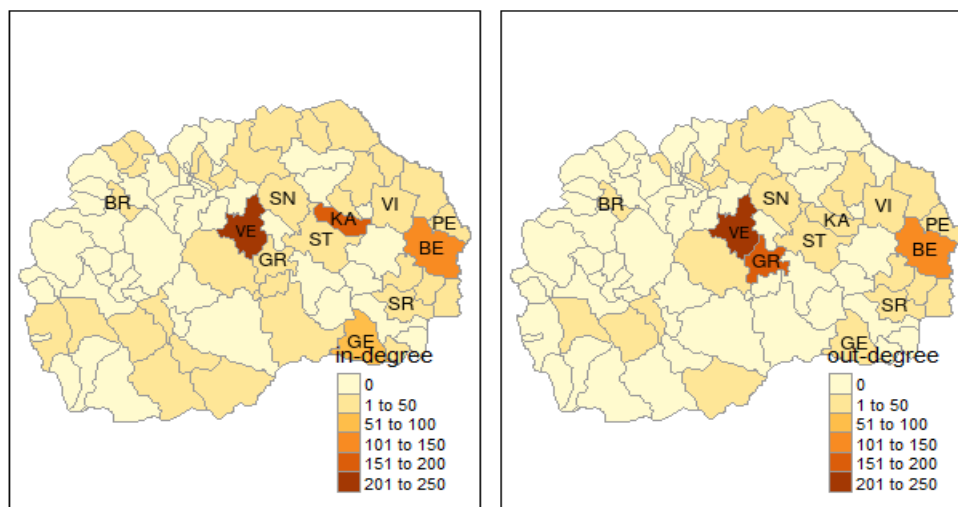 BR
SN
KA
VI
PE
VE
ST
BE
GR
SR
GE
in-degree
0
1 to 50
51 to 100
101 to 150
151 to 200
201 to 250
BR
SN
KA
VI
PE
VE
ST
BE
GR
SR
GE
out-degree
0
1 to 50
51 to 100
101 to 150
151 to 200
201 to 250